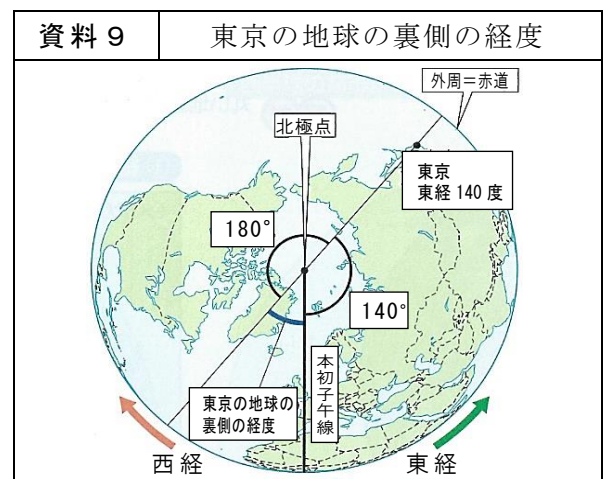 資料９
東京の地球の裏側の経度
外周＝赤道
北極点
東京
東経 140 度
180°
140°
本初子午線
東京の地球の
裏側の経度
西経
東経